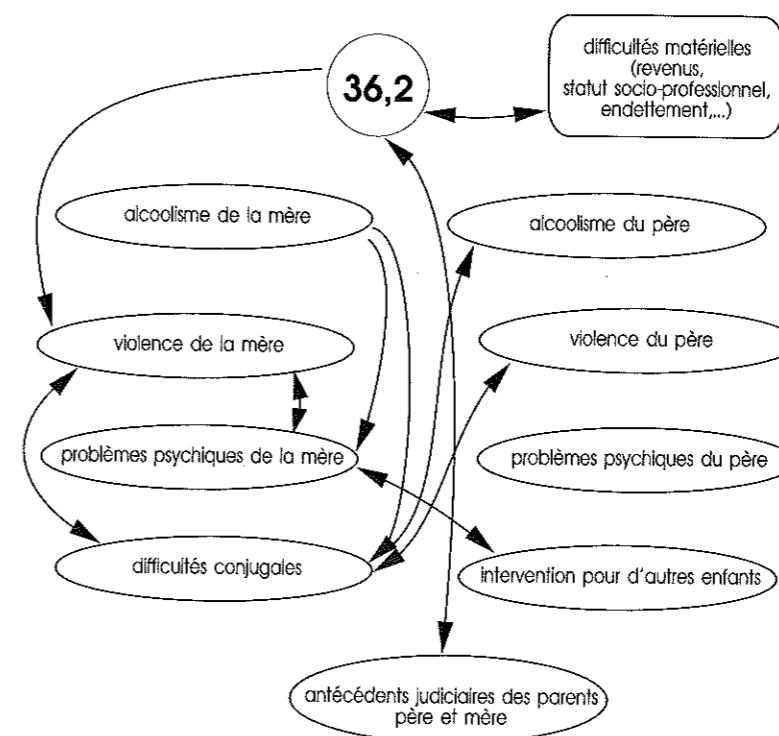 36,2
difficultés matérielles
(revenus,
statut socio-professionnel,
endettement,...)
alcoolisme de la mère
alcoolisme du père
violence de la mère
violence du père
problèmes psychiques de la mère
problèmes psychiques du père
difficultés conjugales
intervention pour d'autres enfants
antécédents judiciaires des parents
père et mère